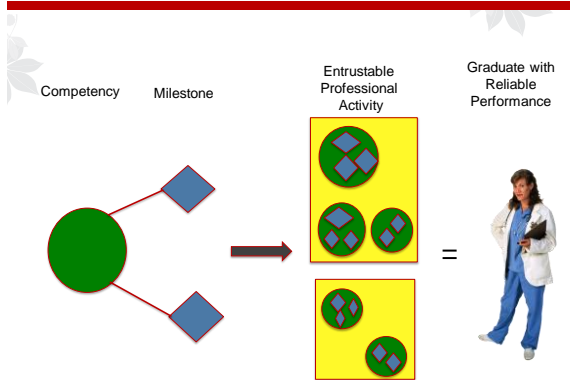 Competency
Milestone
Entrustable
Professional
Activity
Graduate with
Reliable
Performance
=